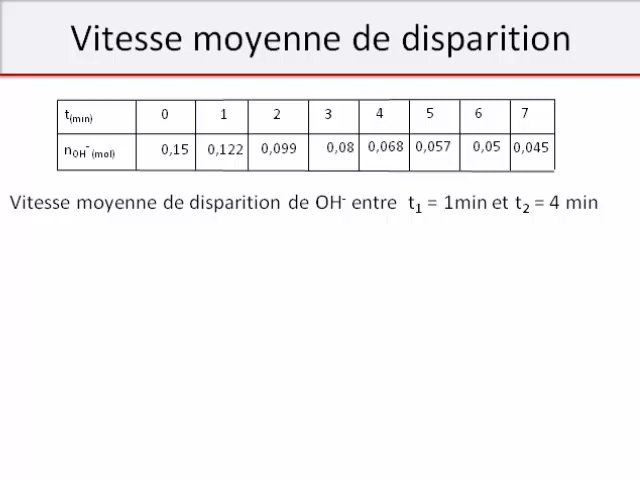 Vitesse moyenne de disparition
t(min) 0 1 2 3 4 5 6 7
nOH- (mol) 0,15 0,122 0,099 0,08 0,068 0,057 0,05 0,045
Vitesse moyenne de disparition de OH- entre t1 = 1min et t2 = 4 min